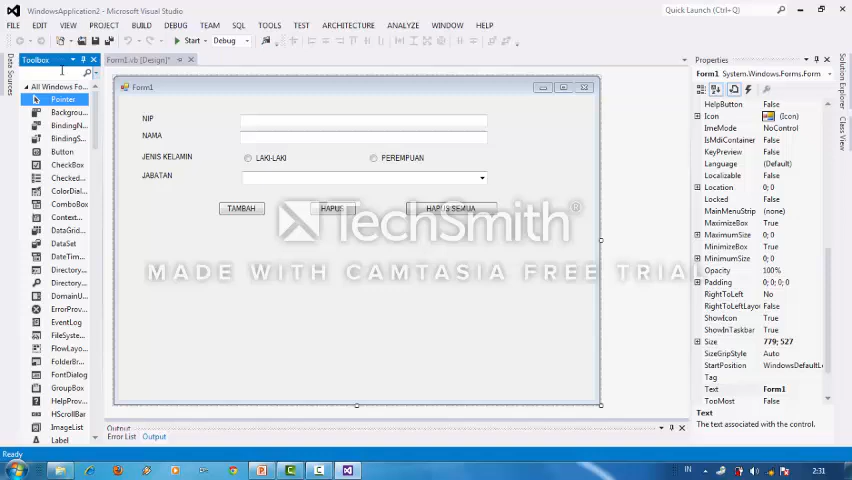 WindowsApplication2 - Microsoft Visual Studio
Quick Launch (Ctrl+Q)
FILE EDIT VIEW PROJECT BUILD DEBUG TEAM SQL TOOLS TEST ARCHITECTURE ANALYZE WINDOW HELP
Start Debug
Data Sources
Toolbox
All Windows Fo...
Pointer
Backgrou...
BindingN...
BindingS...
Button
CheckBox
Checked...
ColorDial...
ComboBox
Context...
DataGrid...
DataSet
DateTim...
Directory...
Directory...
DomainU...
ErrorPro...
EventLog
FileSyste...
FlowLayo...
FolderBr...
FontDialog
GroupBox
HelpProv...
HScrollBar
ImageList
Label
Form1.vb [Design]*
Form1
NIP
NAMA
JENIS KELAMIN LAKI-LAKI PEREMPUAN
JABATAN
TAMBAH HAPUS HAPUS SEMUA
TechSmith®
MADE WITH CAMTASIA FREE TRIAL
Output
Error List Output
Properties
Form1 System.Windows.Forms.Form
HelpButton False
Icon (Icon)
ImeMode NoControl
IsMdiContainer False
KeyPreview False
Language (Default)
Localizable False
Location 0; 0
Locked False
MainMenuStrip (none)
MaximizeBox True
MaximumSize 0; 0
MinimizeBox True
MinimumSize 0; 0
Opacity 100%
Padding 0; 0; 0; 0
RightToLeft No
RightToLeftLayout False
ShowIcon True
ShowInTaskbar True
Size 779; 527
SizeGripStyle Auto
StartPosition WindowsDefaultLo
Tag
Text Form1
TopMost False
Text
The text associated with the control.
Solution Explorer
Class View
Ready
IN 2:31